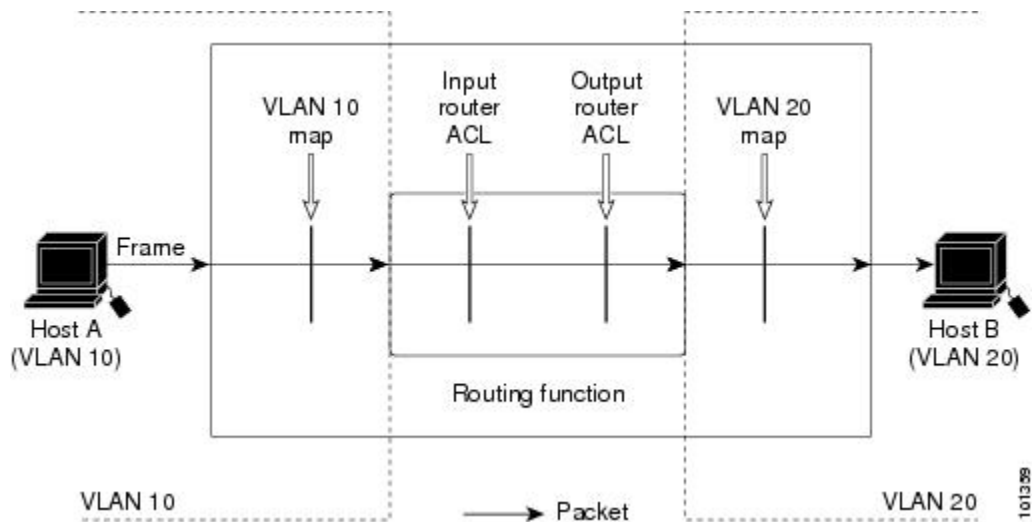 VLAN 10
map
Input
router
ACL
Output
router
ACL
VLAN 20
map
Frame
Host A
(VLAN 10)
Host B
(VLAN 20)
Routing function
VLAN 10
Packet
VLAN 20
101359